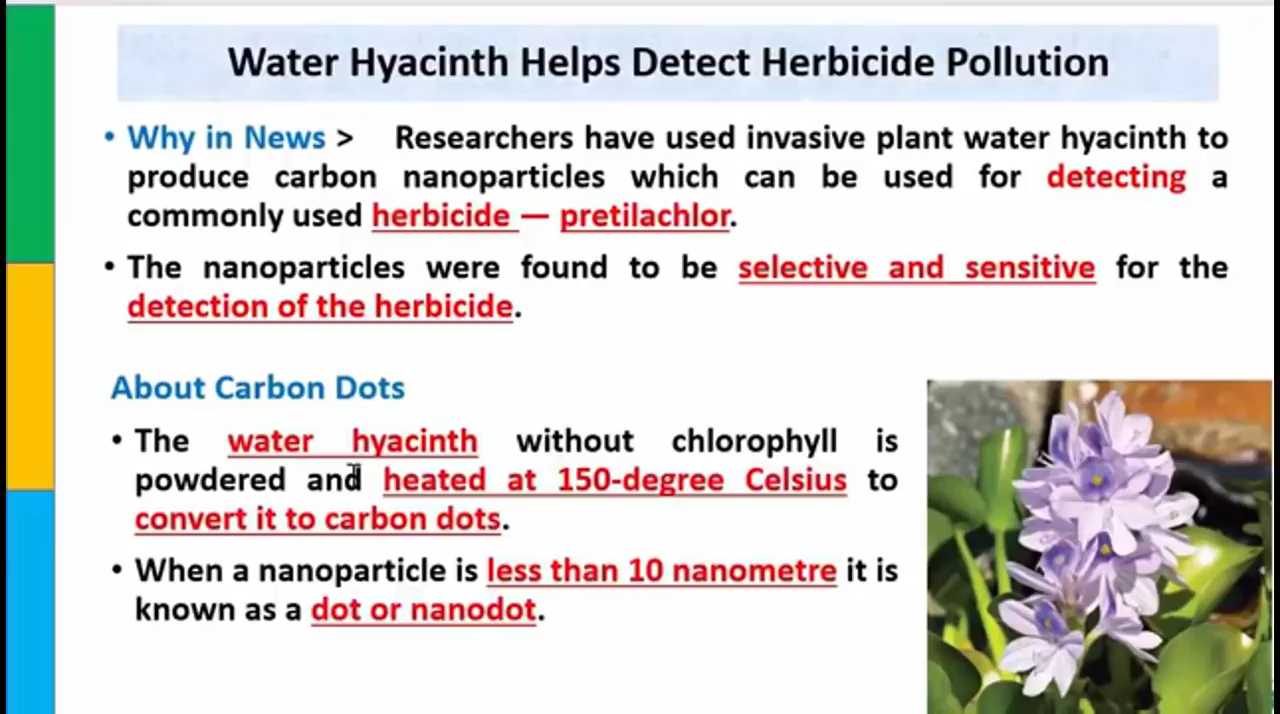 Water Hyacinth Helps Detect Herbicide Pollution
• Why in News > Researchers have used invasive plant water hyacinth to
produce carbon nanoparticles which can be used for detecting a
commonly used herbicide — pretilachlor.
• The nanoparticles were found to be selective and sensitive for the
detection of the herbicide.
About Carbon Dots
• The water hyacinth without chlorophyll is
powdered and heated at 150-degree Celsius to
convert it to carbon dots.
• When a nanoparticle is less than 10 nanometre it is
known as a dot or nanodot.